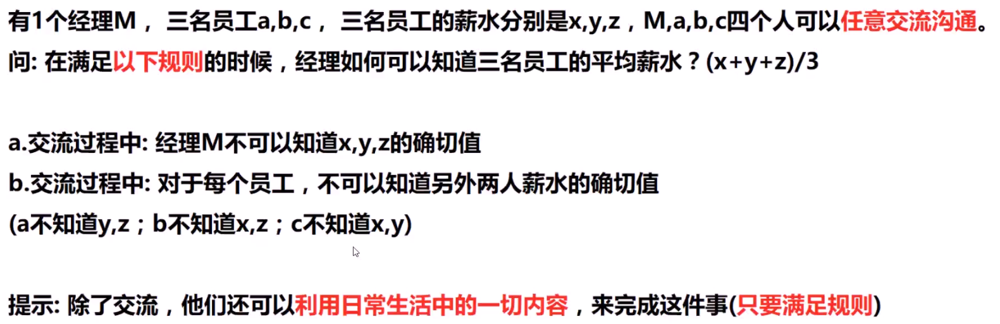 有1个经理M， 三名员工a,b,c， 三名员工的薪水分别是x,y,z，M,a,b,c四个人可以任意交流沟通。
问: 在满足以下规则的时候，经理如何可以知道三名员工的平均薪水？(x+y+z)/3
a.交流过程中: 经理M不可以知道x,y,z的确切值
b.交流过程中: 对于每个员工，不可以知道另外两人薪水的确切值
(a不知道y,z；b不知道x,z；c不知道x,y)
提示: 除了交流，他们还可以利用日常生活中的一切内容，来完成这件事(只要满足规则)